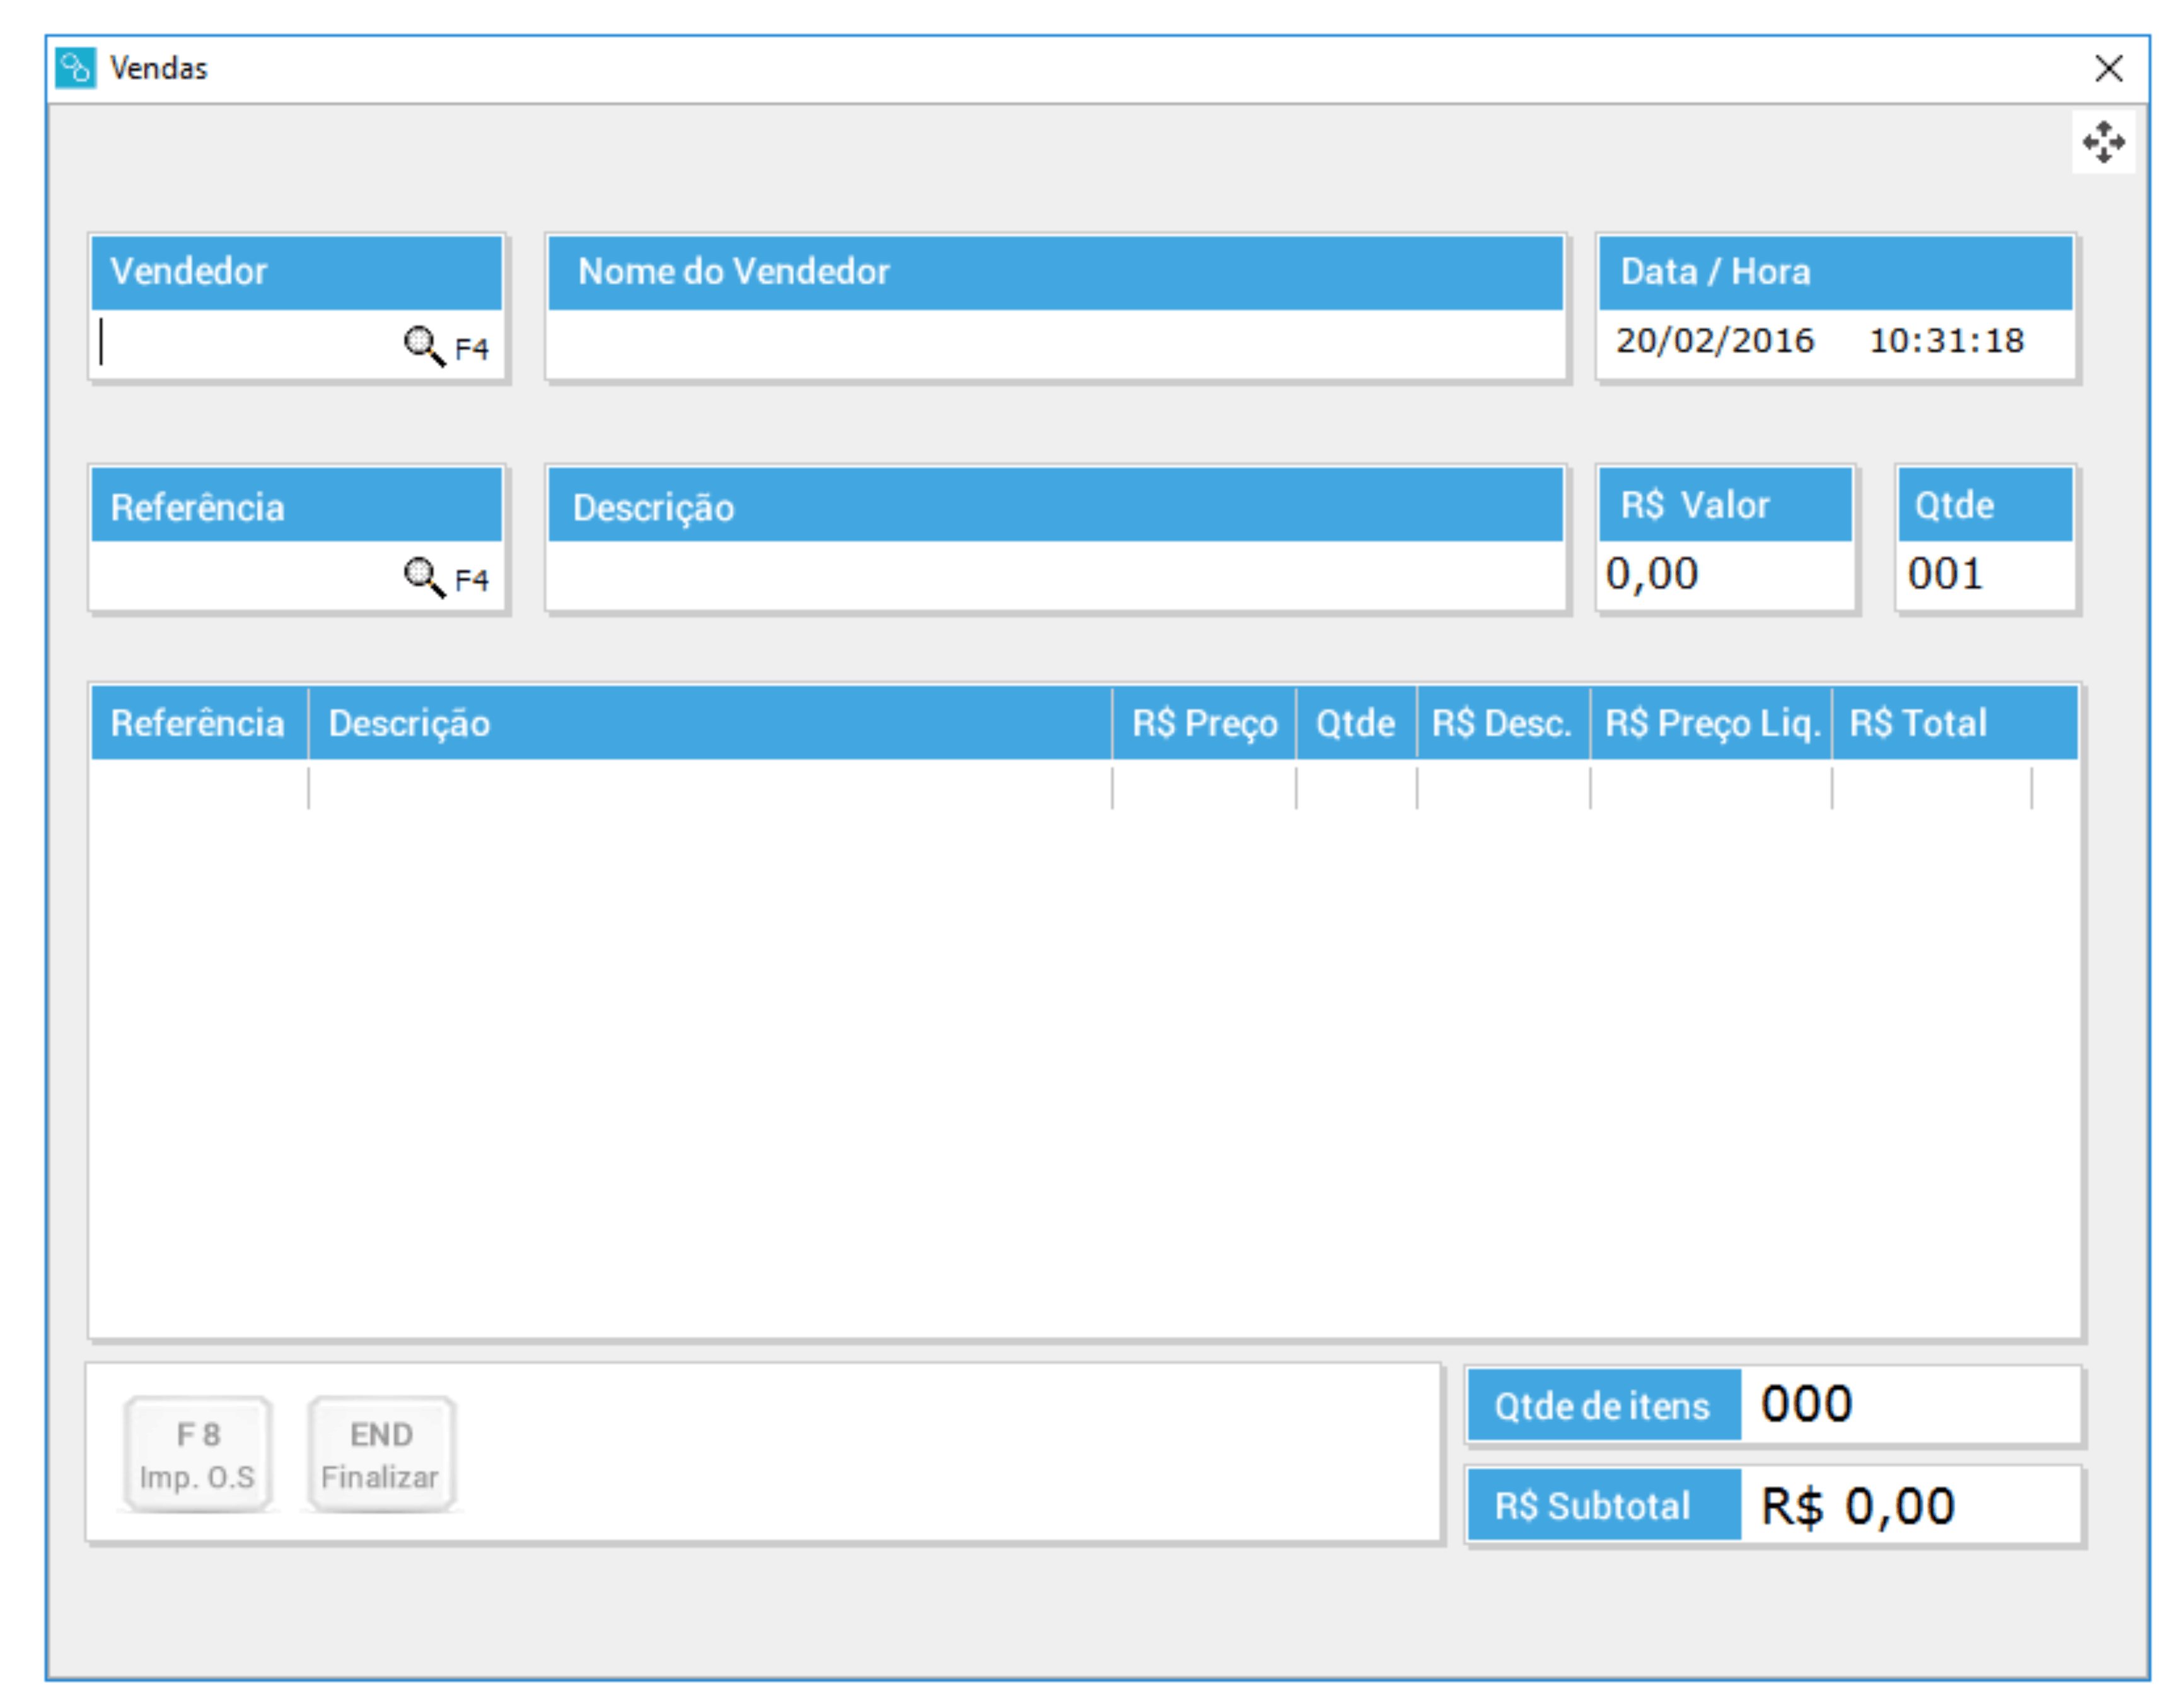 Vendas
Vendedor Nome do Vendedor Data / Hora
F4 20/02/2016 10:31:18
Referência Descrição R$ Valor Qtde
F4 0,00 001
Referência Descrição R$ Preço Qtde R$ Desc. R$ Preço Liq. R$ Total
F 8 END
Imp. O.S Finalizar
Qtde de itens 000
R$ Subtotal R$ 0,00